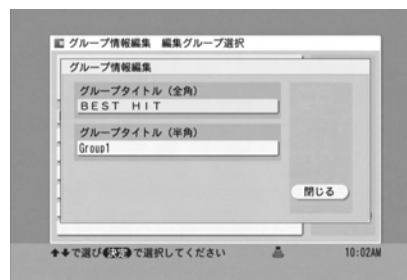 グループ情報編集 編集グループ選択
グループ情報編集
グループタイトル（全角）
ＢＥＳＴ ＨＩＴ
グループタイトル（半角）
Group1
閉じる
↑↓で選び決定で選択してください 10:02AM